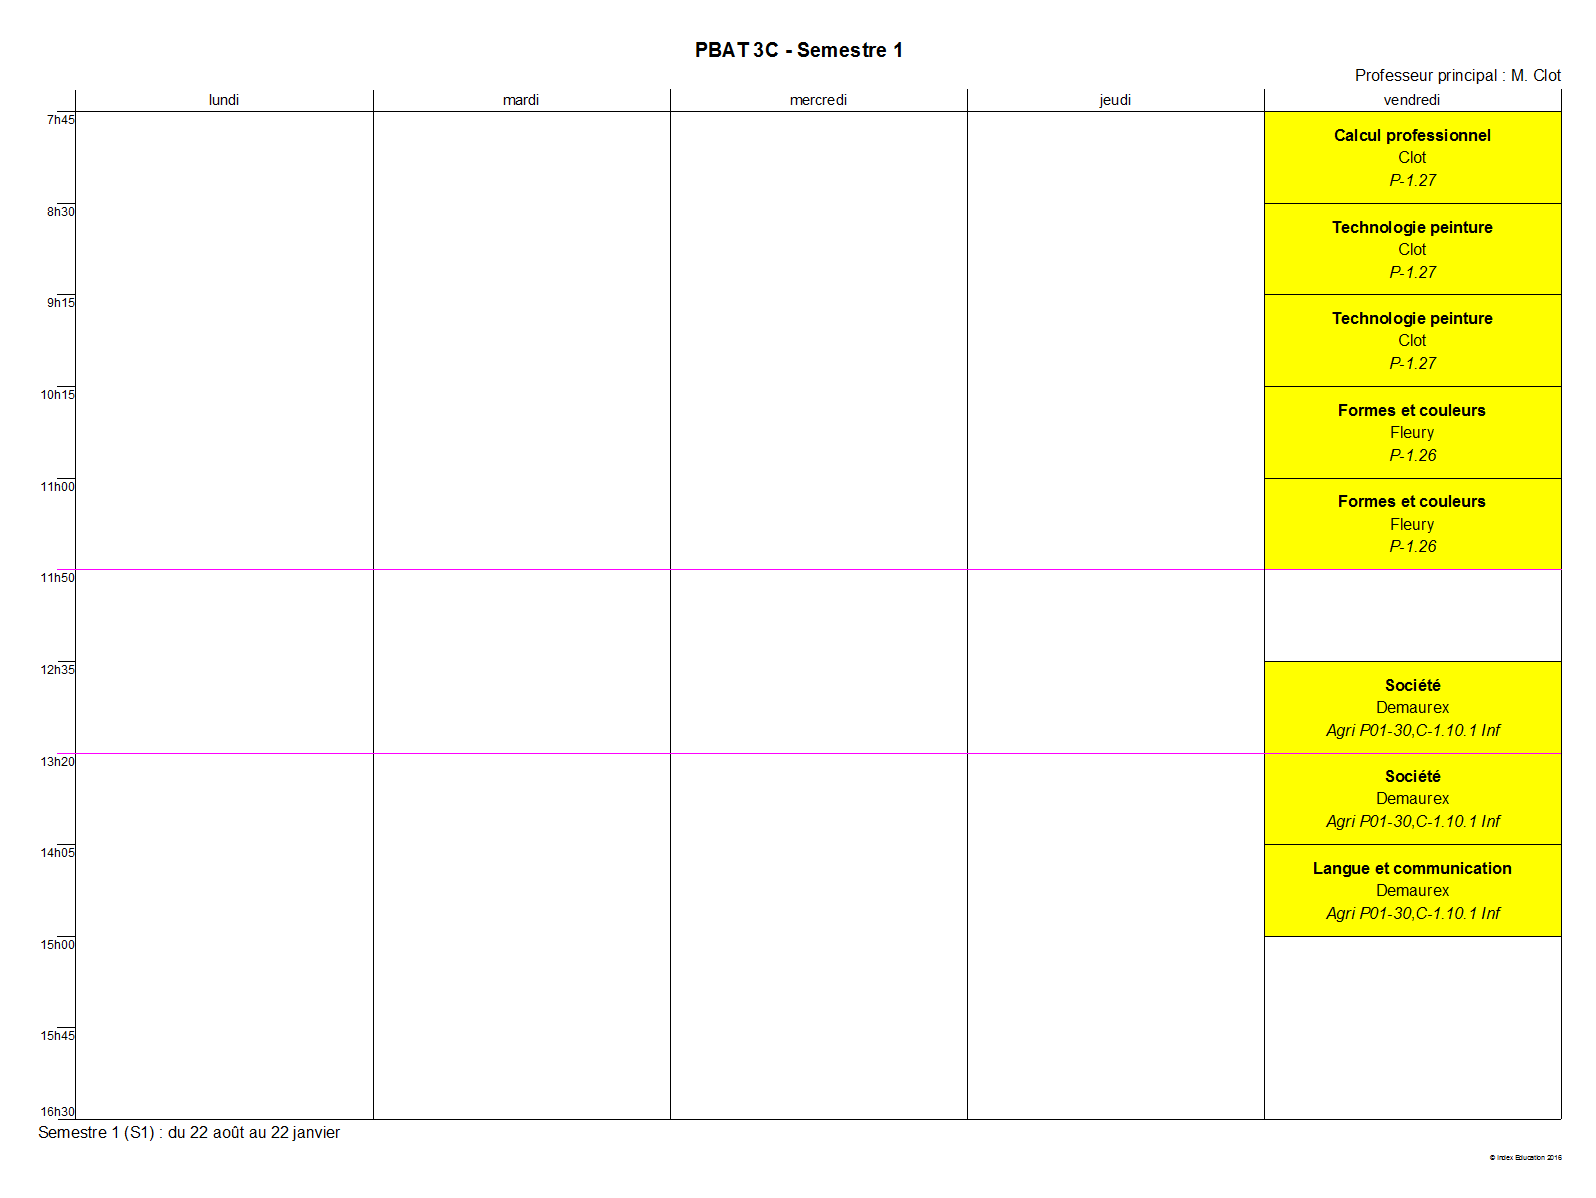 PBAT 3C - Semestre 1
Professeur principal : M. Clot
lundi mardi mercredi jeudi vendredi
7h45
Calcul professionnel
Clot
P-1.27
8h30
Technologie peinture
Clot
P-1.27
9h15
Technologie peinture
Clot
P-1.27
10h15
Formes et couleurs
Fleury
P-1.26
11h00
Formes et couleurs
Fleury
P-1.26
11h50
12h35
Société
Demaurex
Agri P01-30,C-1.10.1 Inf
13h20
Société
Demaurex
Agri P01-30,C-1.10.1 Inf
14h05
Langue et communication
Demaurex
Agri P01-30,C-1.10.1 Inf
15h00
15h45
16h30
Semestre 1 (S1) : du 22 août au 22 janvier
© Index Education 2016